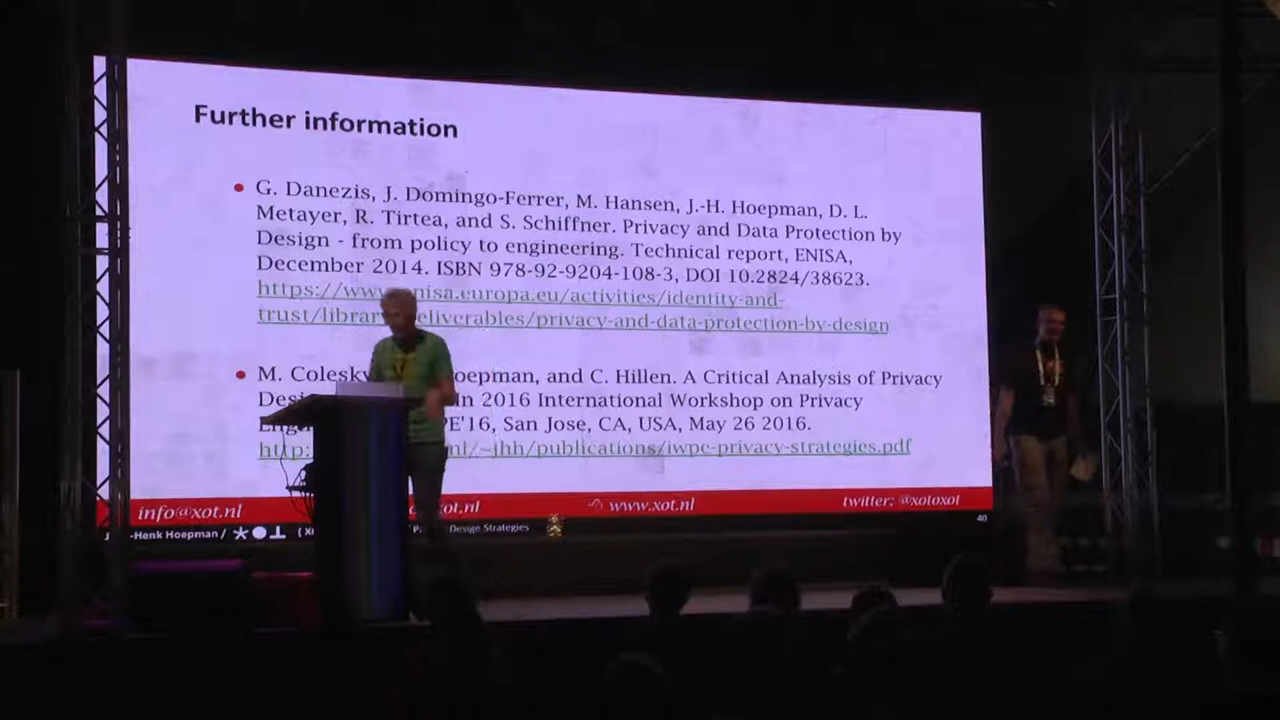 Further information
G. Danezis, J. Domingo-Ferrer, M. Hansen, J.-H. Hoepman, D. L.
Metayer, R. Tirtea, and S. Schiffner. Privacy and Data Protection by
Design - from policy to engineering. Technical report, ENISA,
December 2014. ISBN 978-92-9204-108-3, DOI 10.2824/38623.
https://www.enisa.europa.eu/activities/identity-and-
trust/library/deliverables/privacy-and-data-protection-by-design
M. Colesky oepman, and C. Hillen. A Critical Analysis of Privacy
In 2016 International Workshop on Privacy
PE'16, San Jose, CA, USA, May 26 2016.
http: nl/~jhh/publications/iwpe-privacy-strategies.pdf
info@xot.nl xot.nl www.xot.nl twitter: @xotoxot
-Henk Hoepman / Design Strategies 40